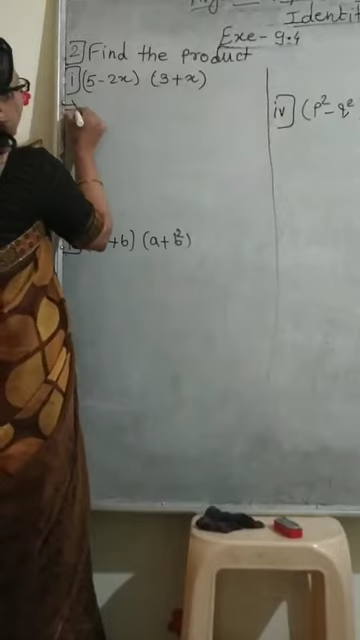 Identit
Exe - 9.4
2] Find the product
i] (5-2x) (3+x)
iv] (p²-q²
+b) (a+b²)